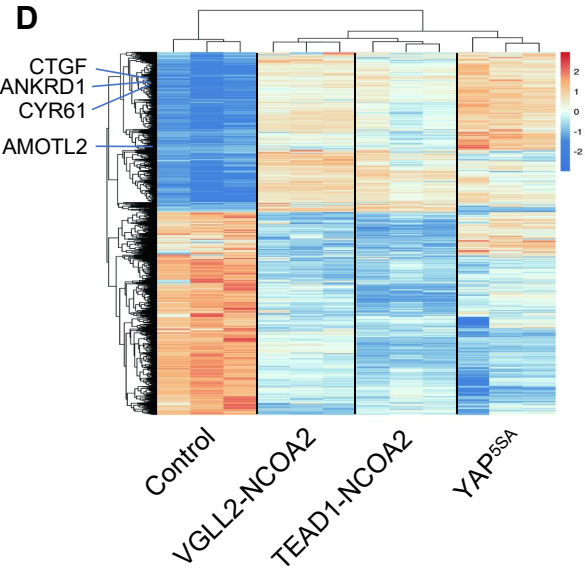 D
CTGF
ANKRD1
CYR61
AMOTL2
2
1
0
-1
-2
Control
VGLL2-NCOA2
TEAD1-NCOA2
YAP5SA